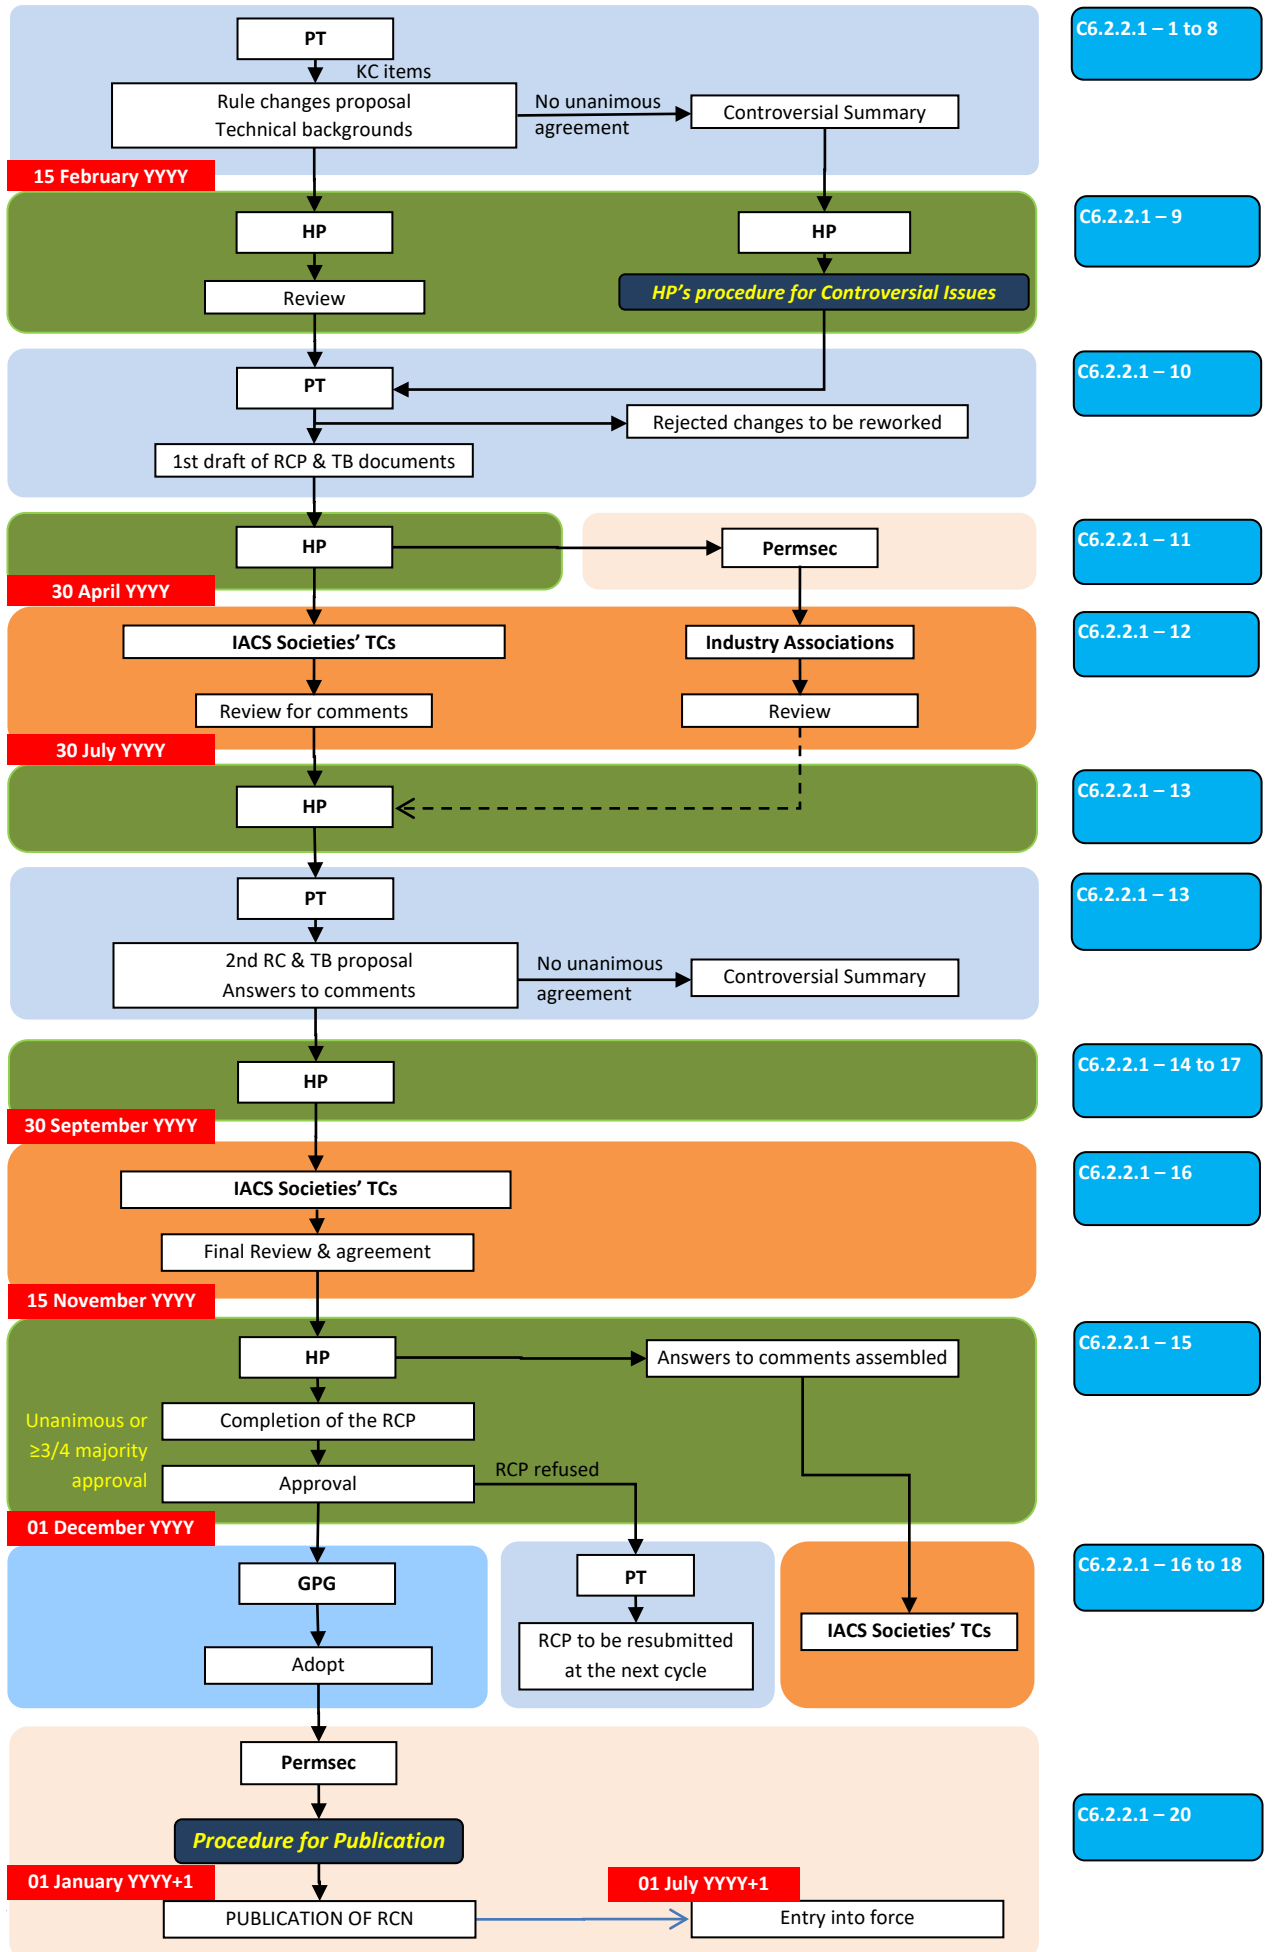 PT
C6.2.2.1 – 1 to 8
KC items
Rule changes proposal
Technical backgrounds
No unanimous
agreement
Controversial Summary
15 February YYYY
HP
HP
C6.2.2.1 – 9
Review
HP’s procedure for Controversial Issues
PT
C6.2.2.1 – 10
Rejected changes to be reworked
1st draft of RCP & TB documents
HP
Permsec
C6.2.2.1 – 11
30 April YYYY
IACS Societies’ TCs
Industry Associations
C6.2.2.1 – 12
Review for comments
Review
30 July YYYY
HP
C6.2.2.1 – 13
PT
C6.2.2.1 – 13
2nd RC & TB proposal
Answers to comments
No unanimous
agreement
Controversial Summary
HP
C6.2.2.1 – 14 to 17
30 September YYYY
IACS Societies’ TCs
C6.2.2.1 – 16
Final Review & agreement
15 November YYYY
HP
Answers to comments assembled
C6.2.2.1 – 15
Unanimous or
≥3/4 majority
approval
Completion of the RCP
Approval
RCP refused
01 December YYYY
GPG
PT
C6.2.2.1 – 16 to 18
IACS Societies’ TCs
RCP to be resubmitted
at the next cycle
Adopt
Permsec
C6.2.2.1 – 20
Procedure for Publication
01 January YYYY+1
01 July YYYY+1
PUBLICATION OF RCN
Entry into force